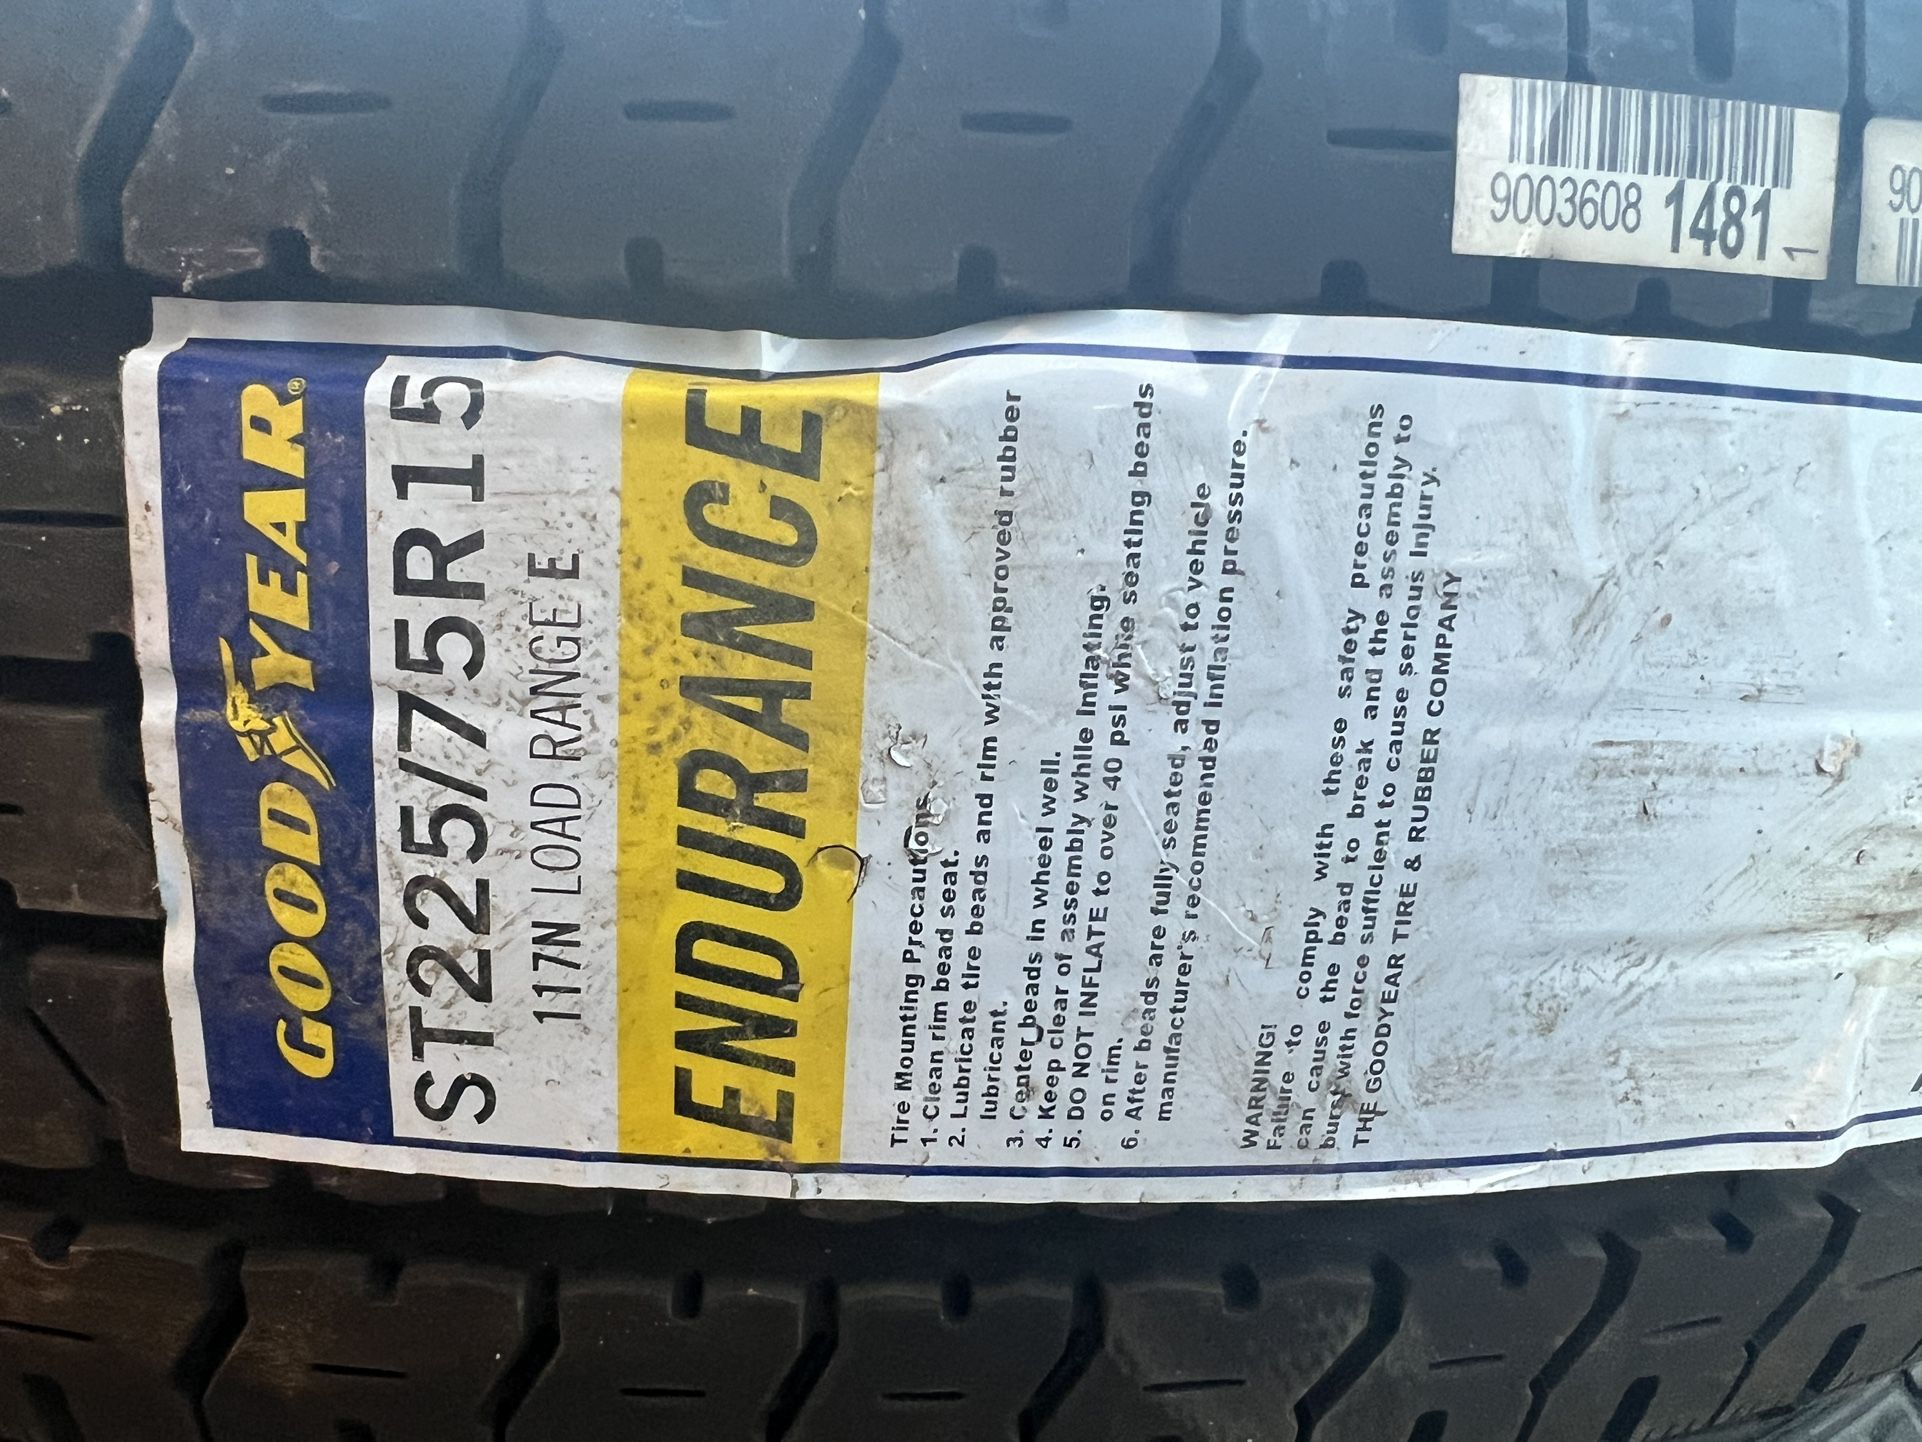 GOODYEAR®
ST225/75R15
117N LOAD RANGE E
ENDURANCE
Tire Mounting Precautions
1. Clean rim bead seat.
2. Lubricate tire beads and rim with approved rubber
lubricant.
3. Center beads in wheel well.
4. Keep clear of assembly while inflating.
5. DO NOT INFLATE to over 40 psi while seating beads
on rim.
6. After beads are fully seated, adjust to vehicle
manufacturer's recommended inflation pressure.
WARNING!
Failure to comply with these safety precautions
can cause the bead to break and the assembly to
burst with force sufficient to cause serious injury.
THE GOODYEAR TIRE & RUBBER COMPANY
9003608 1481 1
90